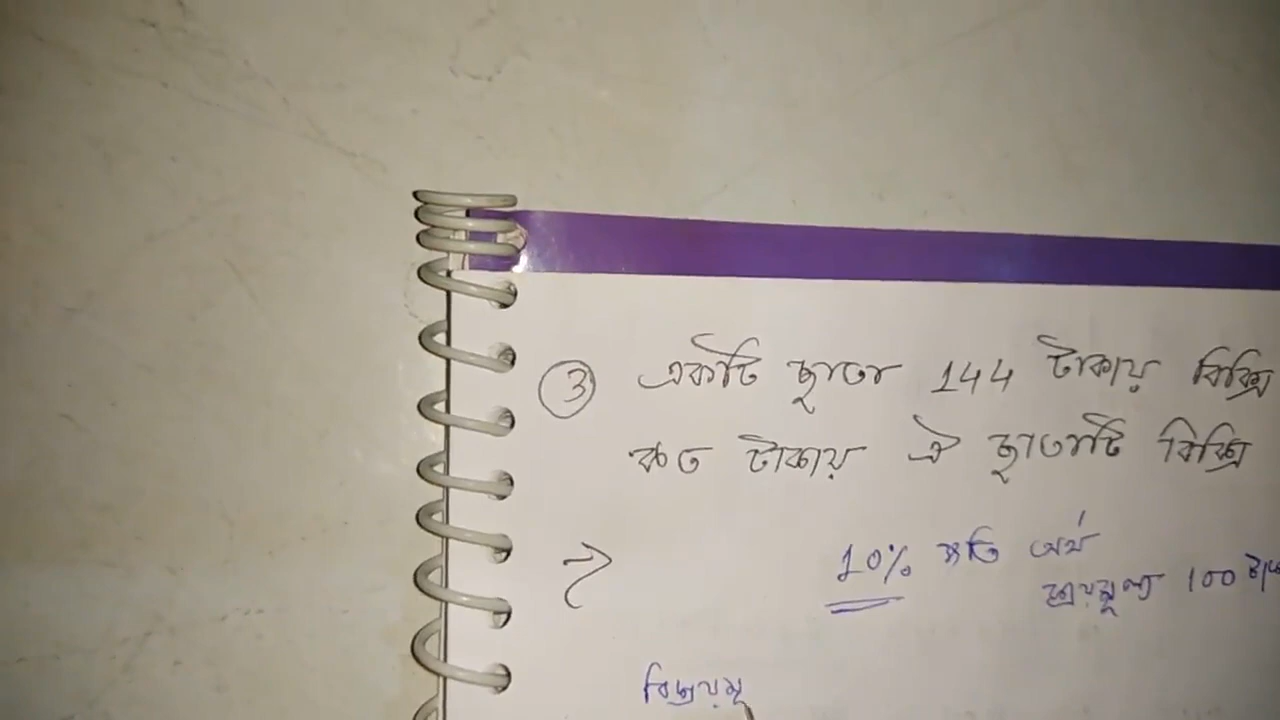 ③ একটি ছাতা 144 টাকায় বিক্রি
কত টাকায় ঐ ছাতাটি বিক্রি
10% ক্ষতি অর্থ
ক্রয়মূল্য 100
বিক্রয়মূ